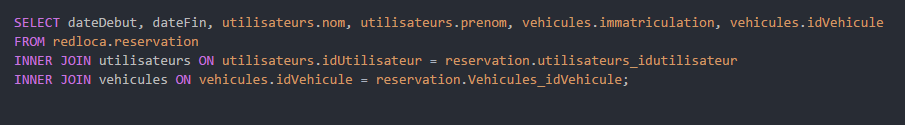 SELECT dateDebut, dateFin, utilisateurs.nom, utilisateurs.prenom, vehicules.immatriculation, vehicules.idVehicule
FROM redloca.reservation
INNER JOIN utilisateurs ON utilisateurs.idUtilisateur = reservation.utilisateurs_idutilisateur
INNER JOIN vehicules ON vehicules.idVehicule = reservation.Vehicules_idVehicule;